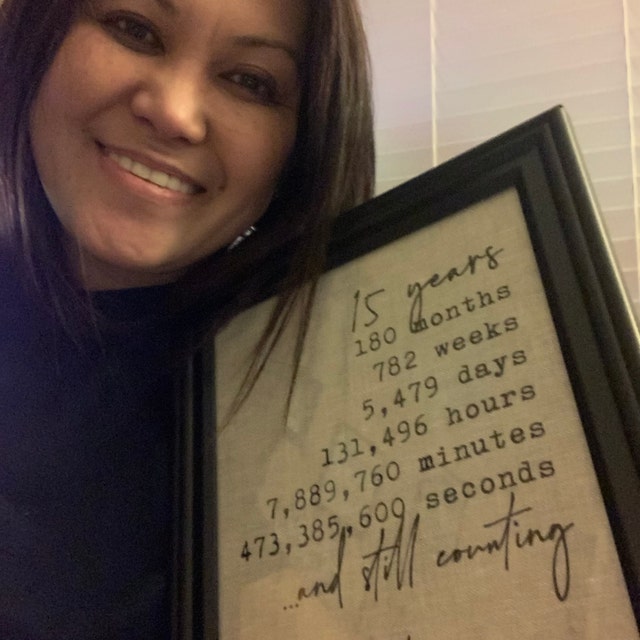 15 years
180 months
782 weeks
5,479 days
131,496 hours
7,889,760 minutes
473,385,600 seconds
...and still counting